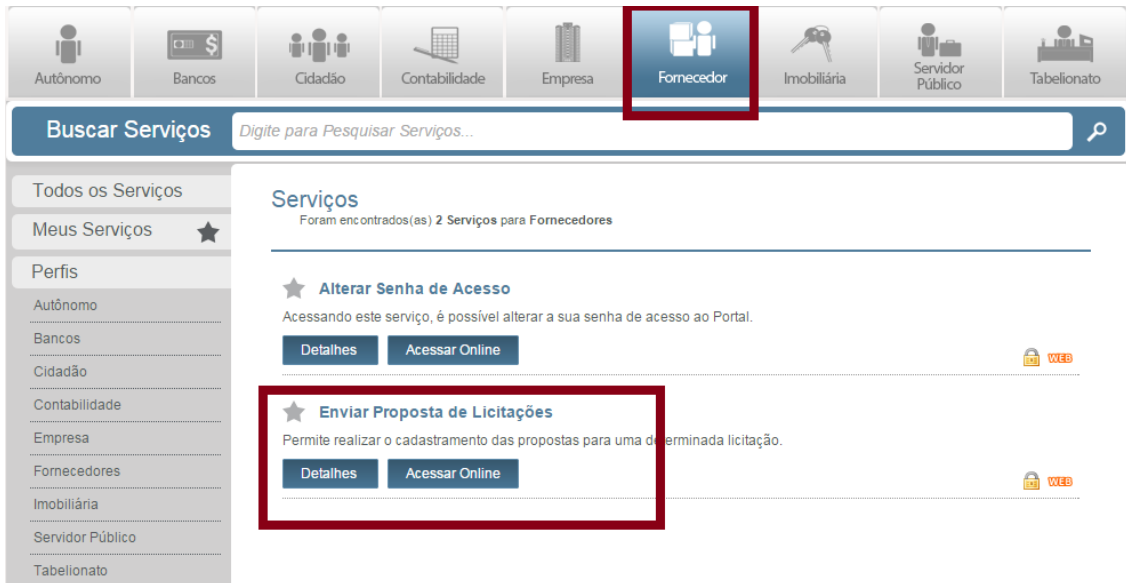 Autônomo
Bancos
Cidadão
Contabilidade
Empresa
Fornecedor
Imobiliária
Servidor
Público
Tabelionato
Buscar Serviços
Digite para Pesquisar Serviços...
Todos os Serviços
Meus Serviços
Perfis
Autônomo
Bancos
Cidadão
Contabilidade
Empresa
Fornecedores
Imobiliária
Servidor Público
Tabelionato
Serviços
Foram encontrados(as) 2 Serviços para Fornecedores
Alterar Senha de Acesso
Acessando este serviço, é possível alterar a sua senha de acesso ao Portal.
Detalhes
Acessar Online
WEB
Enviar Proposta de Licitações
Permite realizar o cadastramento das propostas para uma determinada licitação.
Detalhes
Acessar Online
WEB